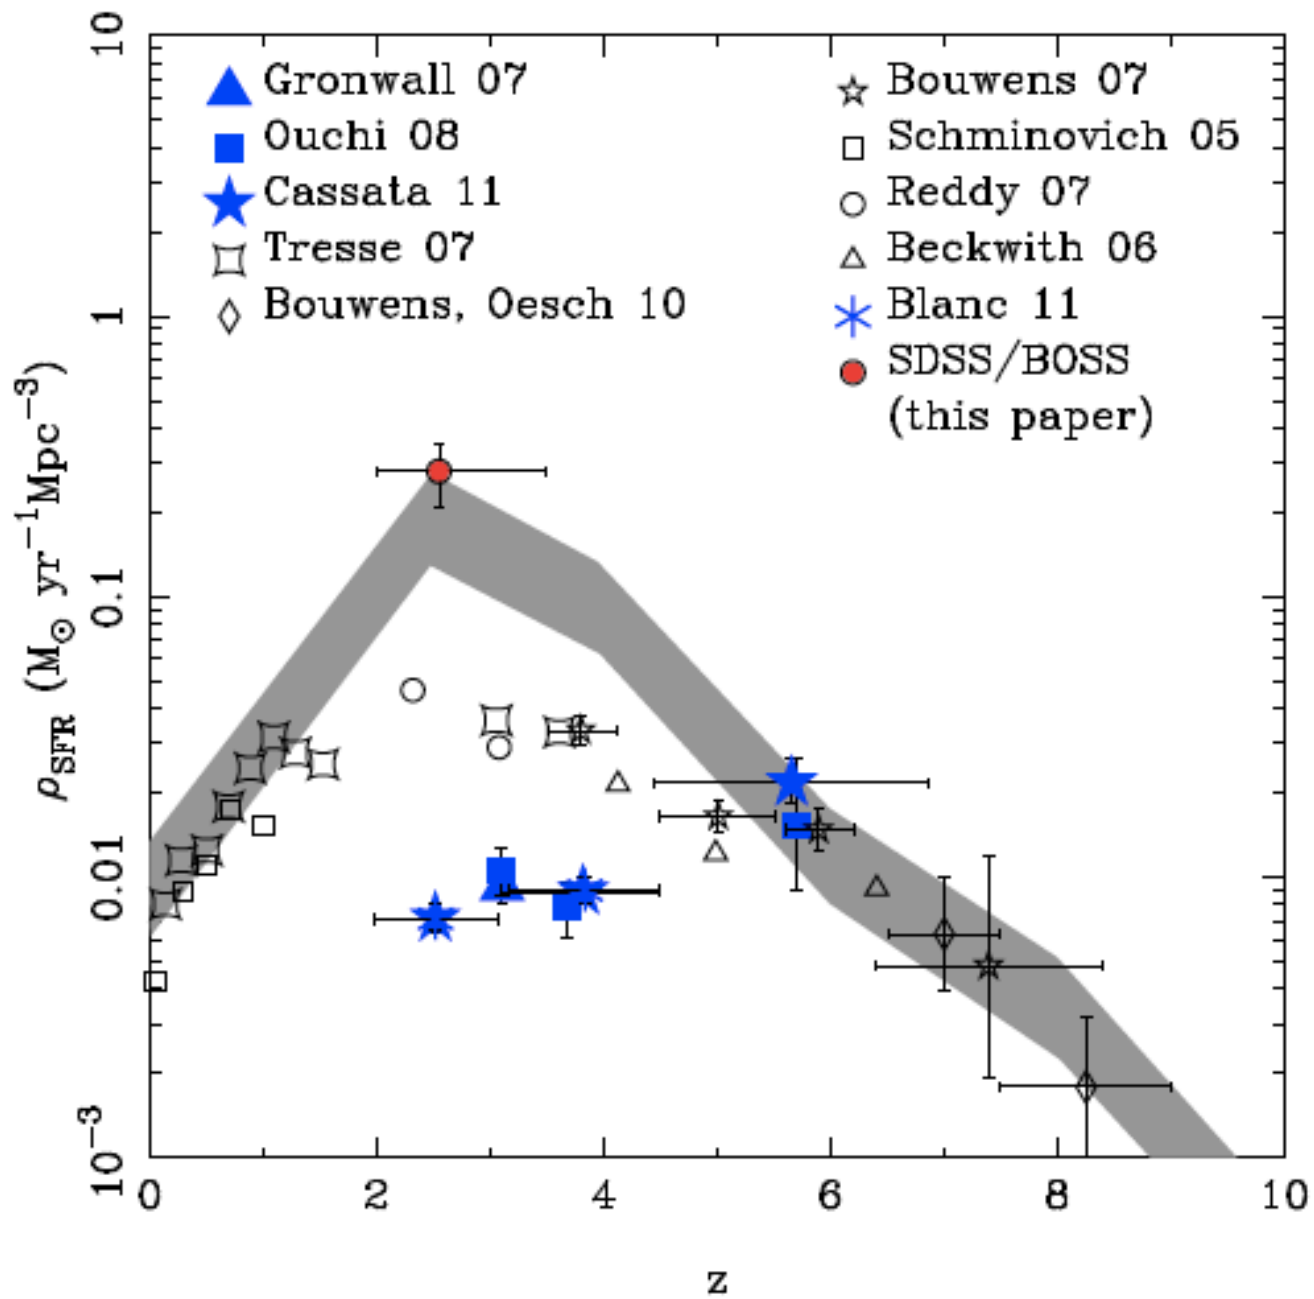 Gronwall 07
Ouchi 08
Cassata 11
Tresse 07
Bouwens, Oesch 10
Bouwens 07
Schminovich 05
Reddy 07
Beckwith 06
Blanc 11
SDSS/BOSS
(this paper)
ρSFR (M⊙ yr−1Mpc−3)
10
1
0.1
0.01
10−3
0 2 4 6 8 10
z